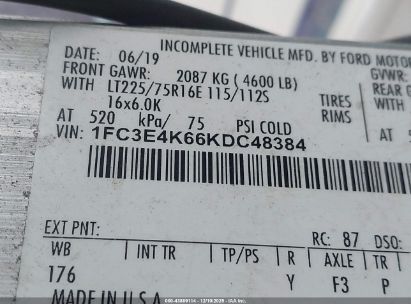 INCOMPLETE VEHICLE MFD. BY FORD MOTOR
DATE: 06/19 GVWR:
FRONT GAWR: 2087 KG ( 4600 LB) REAR
WITH LT225/75R16E 115/112S TIRES
16x6.0K RIMS
AT 520 kPa/ 75 PSI COLD AT
VIN: 1FC3E4K66KDC48384
EXT PNT: RC: 87 DSO:
WB INT TR TP/PS R AXLE TR
176 Y F3 P
MADE IN U.S.A.